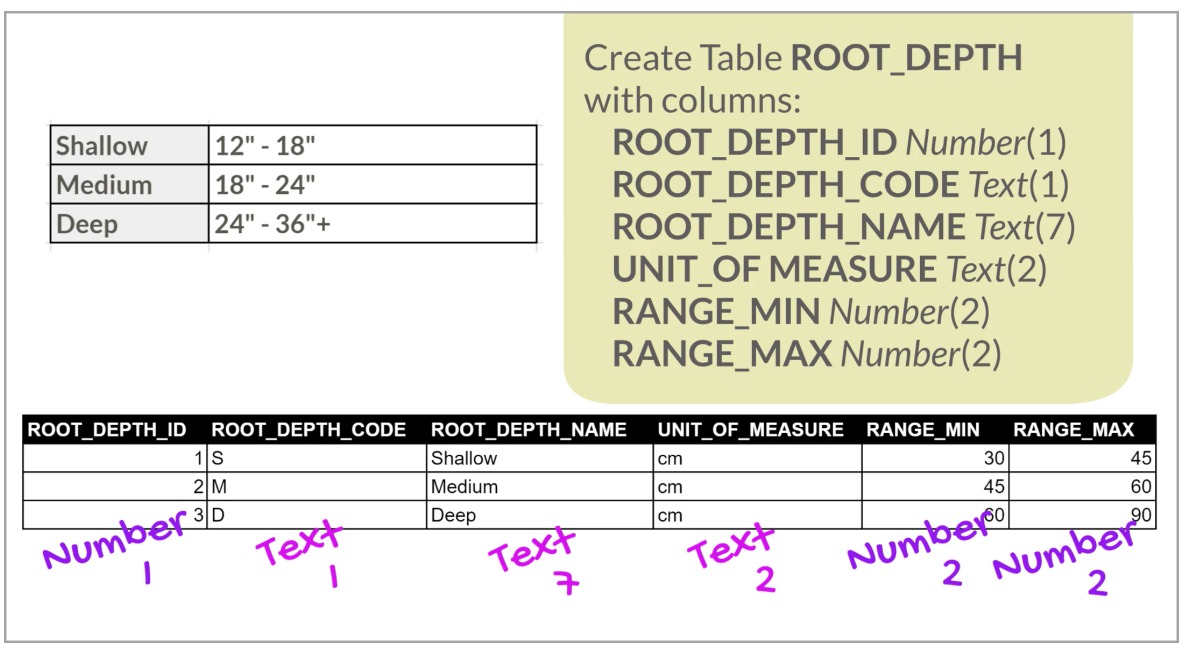 Create Table ROOT_DEPTH
with columns:
ROOT_DEPTH_ID Number(1)
ROOT_DEPTH_CODE Text(1)
ROOT_DEPTH_NAME Text(7)
UNIT_OF MEASURE Text(2)
RANGE_MIN Number(2)
RANGE_MAX Number(2)
Shallow 12" - 18"
Medium 18" - 24"
Deep 24" - 36"+
ROOT_DEPTH_ID ROOT_DEPTH_CODE ROOT_DEPTH_NAME UNIT_OF_MEASURE RANGE_MIN RANGE_MAX
1 S Shallow cm 30 45
2 M Medium cm 45 60
3 D Deep cm 60 90
Number Text Text Text Number Number
1 1 7 2 2 2